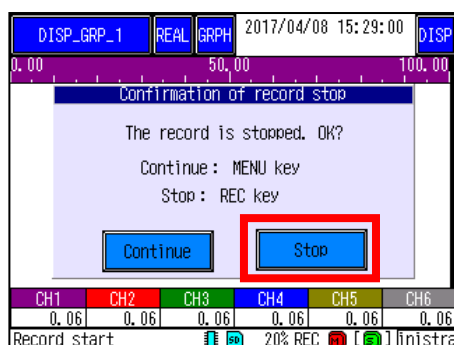 DISP_GRP_1 REAL GRPH 2017/04/08 15:29:00 DISP
0.00 50.00 100.00
Confirmation of record stop
The record is stopped. OK?
Continue: MENU key
Stop: REC key
Continue Stop
CH1 CH2 CH3 CH4 CH5 CH6
0.06 0.06 0.06 0.06 0.06 0.06
Record start SD 20% REC M [S] ]inistra